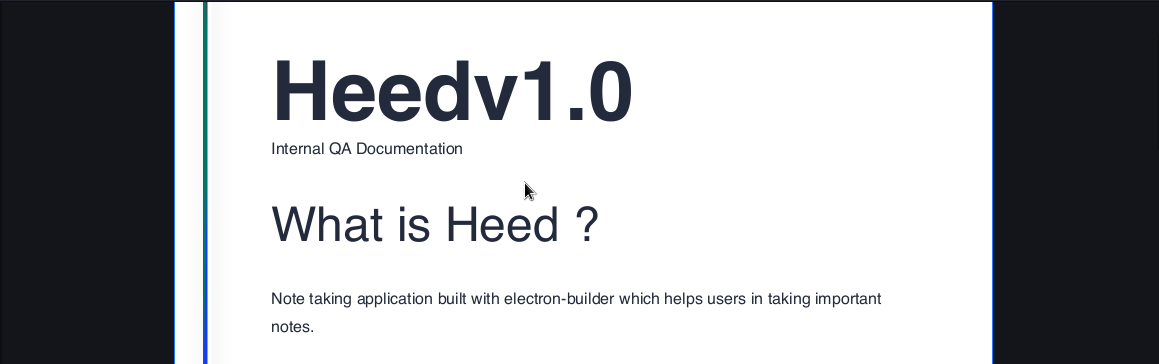 Heedv1.0
Internal QA Documentation
What is Heed ?
Note taking application built with electron-builder which helps users in taking important
notes.